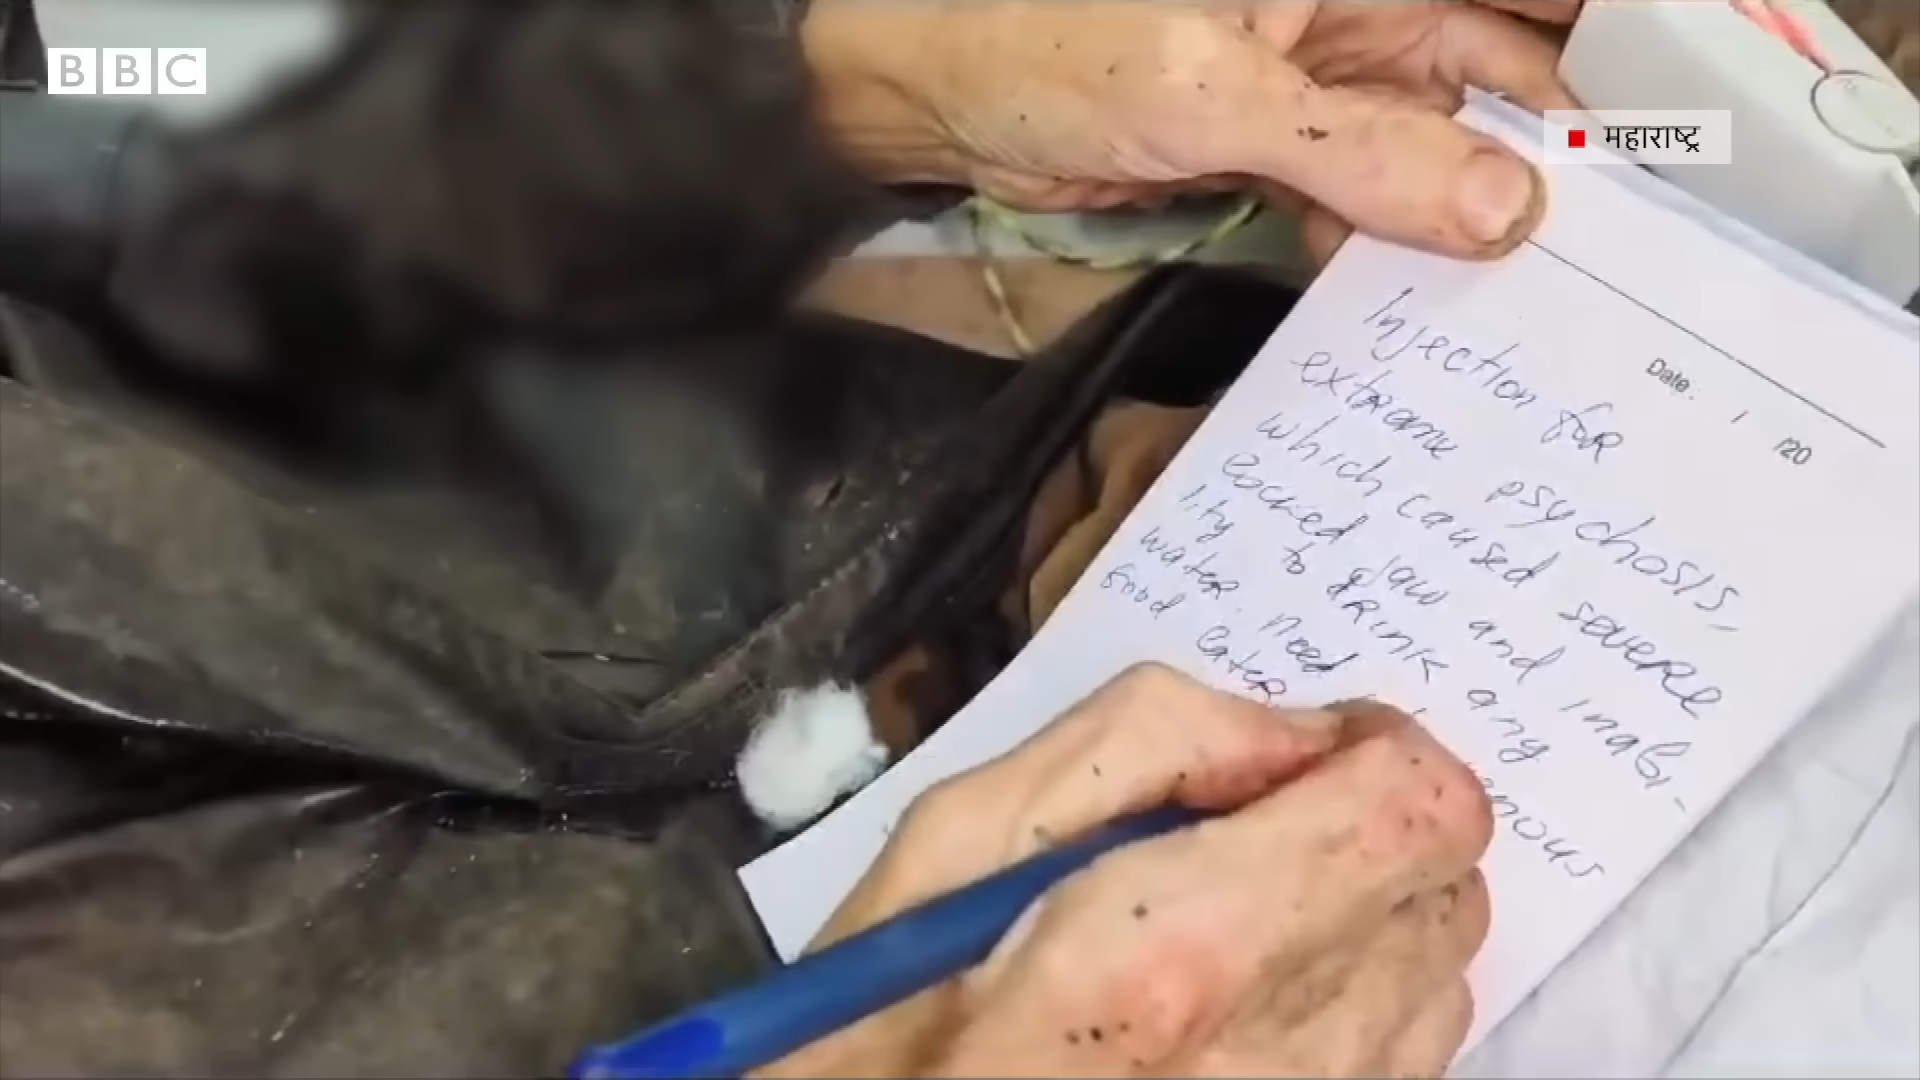 BBC
महाराष्ट्र
Date: / /20
Injection for
extreme psychosis,
which caused severe
locked jaw and inabi-
lity to drink any
water. need
food later